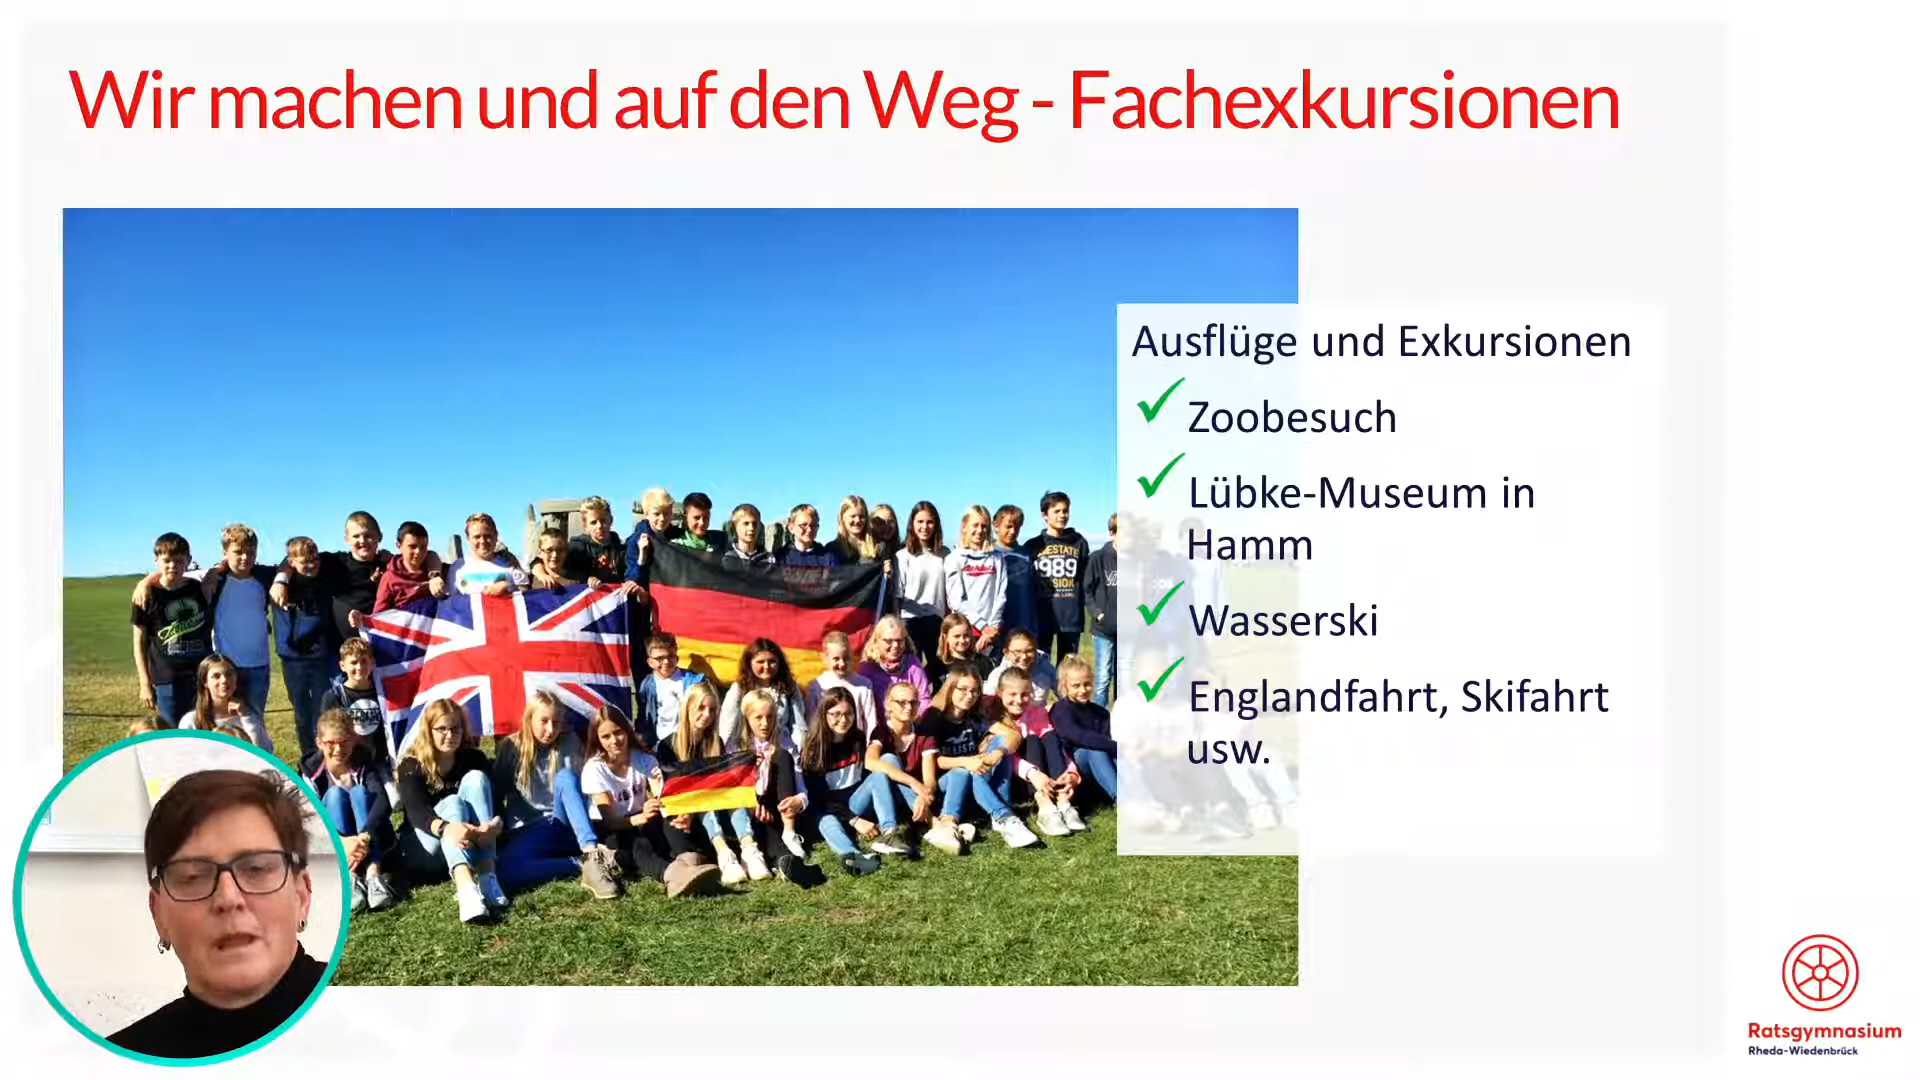 Wir machen und auf den Weg - Fachexkursionen
Ausflüge und Exkursionen
Zoobesuch
Lübke-Museum in
Hamm
Wasserski
Englandfahrt, Skifahrt
usw.
1989
Ratsgymnasium
Rheda-Wiedenbrück